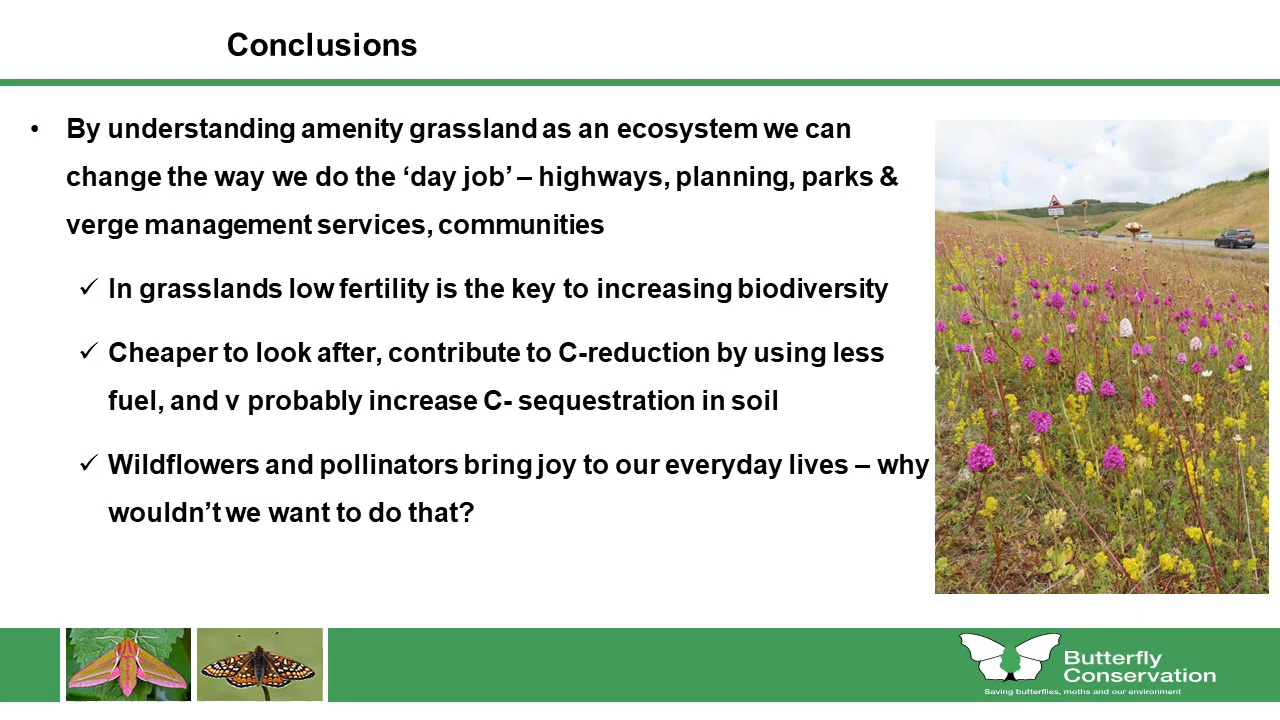 Conclusions
• By understanding amenity grassland as an ecosystem we can
change the way we do the ‘day job’ – highways, planning, parks &
verge management services, communities
✓ In grasslands low fertility is the key to increasing biodiversity
✓ Cheaper to look after, contribute to C-reduction by using less
fuel, and v probably increase C- sequestration in soil
✓ Wildflowers and pollinators bring joy to our everyday lives – why
wouldn’t we want to do that?
Butterfly
Conservation
Saving butterflies, moths and our environment